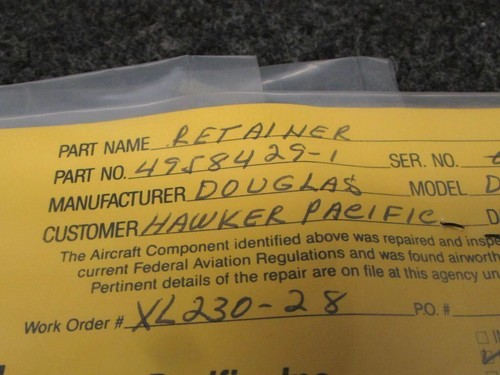 PART NAME RETAINER
PART NO. 4958429-1 SER. NO.
MANUFACTURER DOUGLAS MODEL D
CUSTOMER HAWKER PACIFIC D
The Aircraft Component identified above was repaired and inspe
current Federal Aviation Regulations and was found airworth
Pertinent details of the repair are on file at this agency un
Work Order # XL230-28 P.O. #